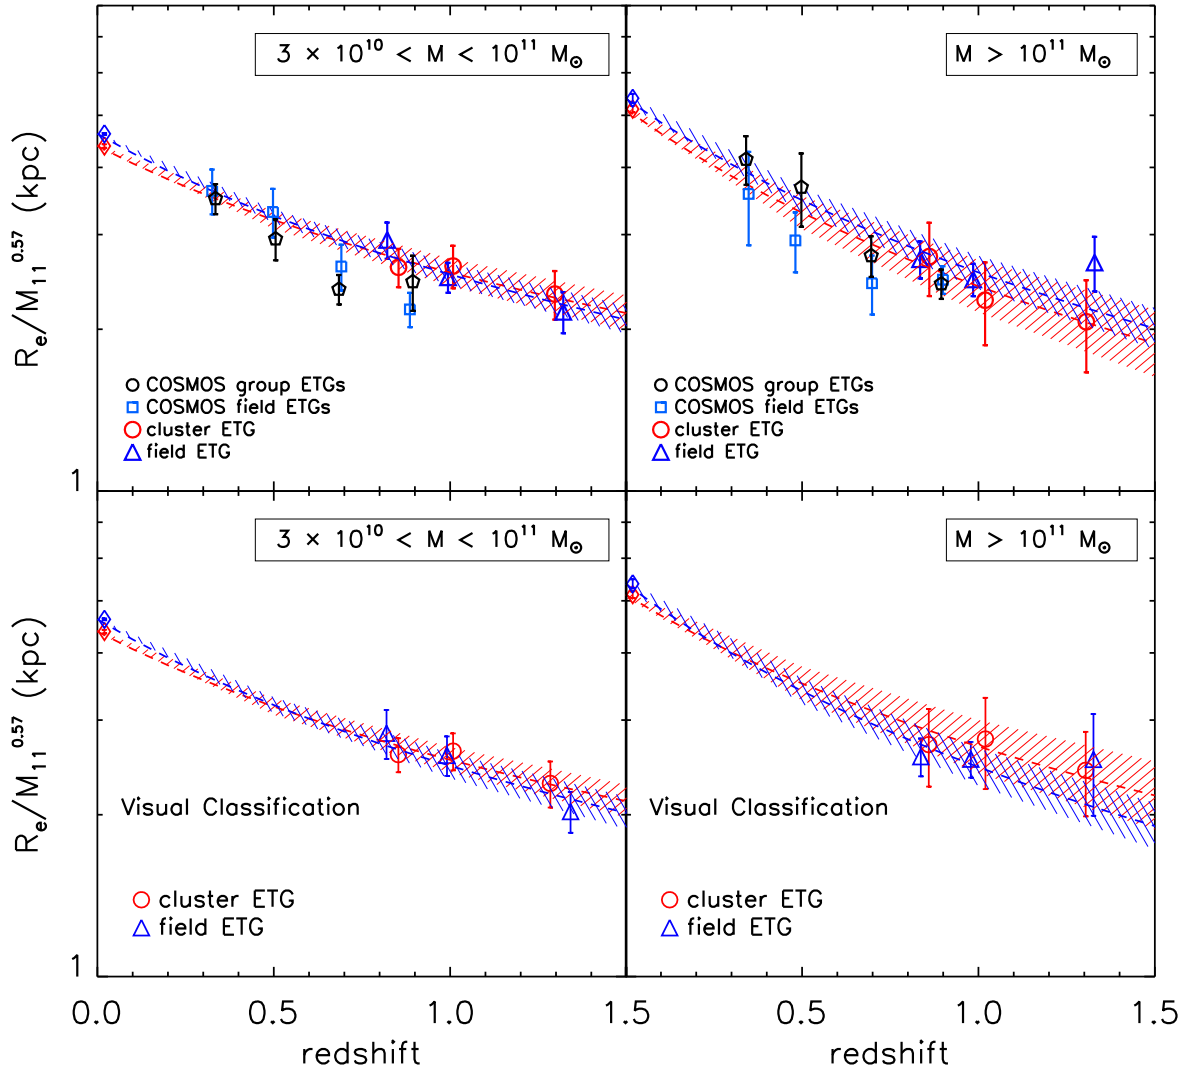 3 × 10¹⁰ < M < 10¹¹ M☉
M > 10¹¹ M☉
Rₑ/M₁₁⁰·⁵⁷ (kpc)
COSMOS group ETGs
COSMOS field ETGs
cluster ETG
field ETG
COSMOS group ETGs
COSMOS field ETGs
cluster ETG
field ETG
1
3 × 10¹⁰ < M < 10¹¹ M☉
M > 10¹¹ M☉
Rₑ/M₁₁⁰·⁵⁷ (kpc)
Visual Classification
Visual Classification
cluster ETG
field ETG
cluster ETG
field ETG
1
0.0 0.5 1.0 1.5 0.5 1.0 1.5
redshift
redshift